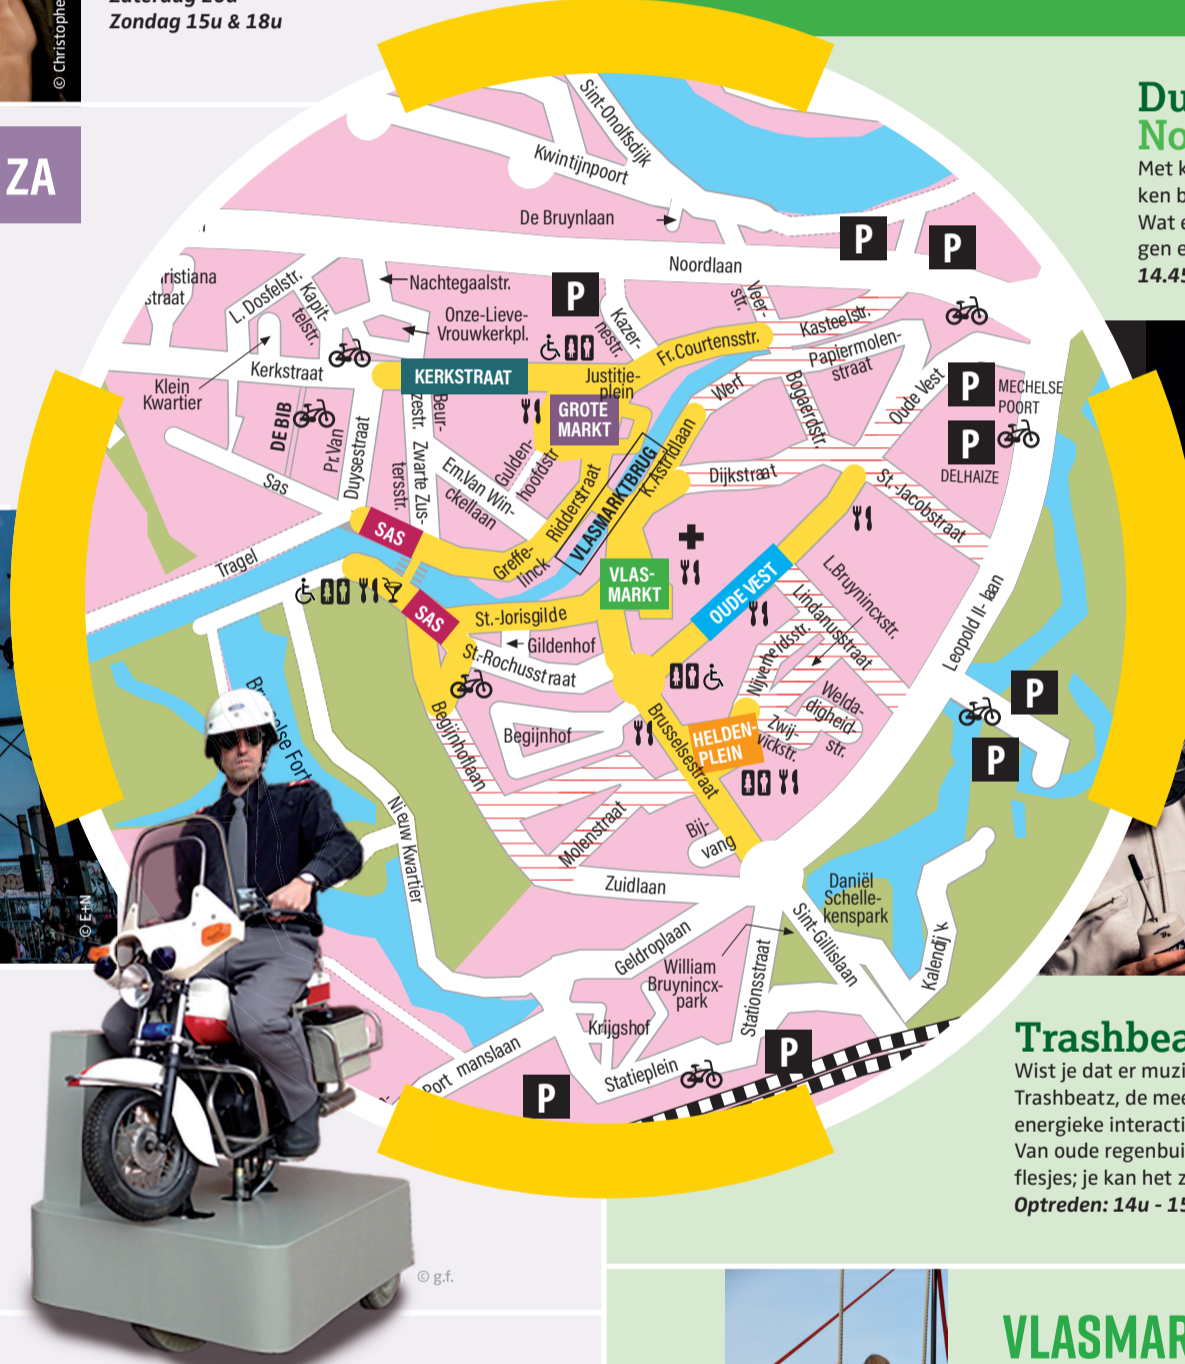 Zondag 15u & 18u
© Christophe
ZA
Sint-Onolfsdijk
Kwintijnpoort
De Bruynlaan
P
P
Noordlaan
straat
L. Dosfelstr.
Kapit-
telstr.
Nachtegaalstr.
P
Onze-Lieve-
Vrouwkerkpl.
Kazer-
nestr.
Veer-
str.
Kasteelstr.
Fr.Courtensstr.
Papiermolen-
straat
Kerkstraat
Klein
Kwartier
KERKSTRAAT
Justitie-
plein
Werf
Bogaerdstr.
Oude Vest
P
MECHELSE
POORT
P
DELHAIZE
GROTE
MARKT
DE BIB
Pr.Van
Duysestraat
Beur-
zestr.
Zwarte Zus-
tersstr.
Em.Van Win-
ckellaan
Gulden-
hoofdstr
Ridderstraat
VLASMARKTBRUG
K.Astridlaan
Dijkstraat
St.-Jacobstraat
Sas
SAS
Tragel
Greffe-
linck
VLAS-
MARKT
OUDE VEST
L.Bruynincxstr.
Lindanusstraat
SAS
St.-Jorisgilde
Gildenhof
St.-Rochusstraat
Nijverheidsstr.
Leopold II- laan
Welda-
digheid-
str.
Zwij-
vickstr.
P
P
Begijnhoflaan
Begijnhof
Brusselsestraat
HELDEN-
PLEIN
Molenstraat
Bij-
vang
Nieuw Kwartier
Zuidlaan
Daniël
Schelle-
kenspark
Sint-Gillislaan
Kalendij'k
Geldroplaan
William
Bruynincx-
park
Stationsstraat
Krijgshof
Statieplein
P
P
manslaan
© E+N
© g.f.
Du
No
Met k
ken b
Wat e
gen e
14.45
Trashbea
Wist je dat er muzi
Trashbeatz, de mee
energieke interacti
Van oude regenbui
flesjes; je kan het z
Optreden: 14u - 15
VLASMAR